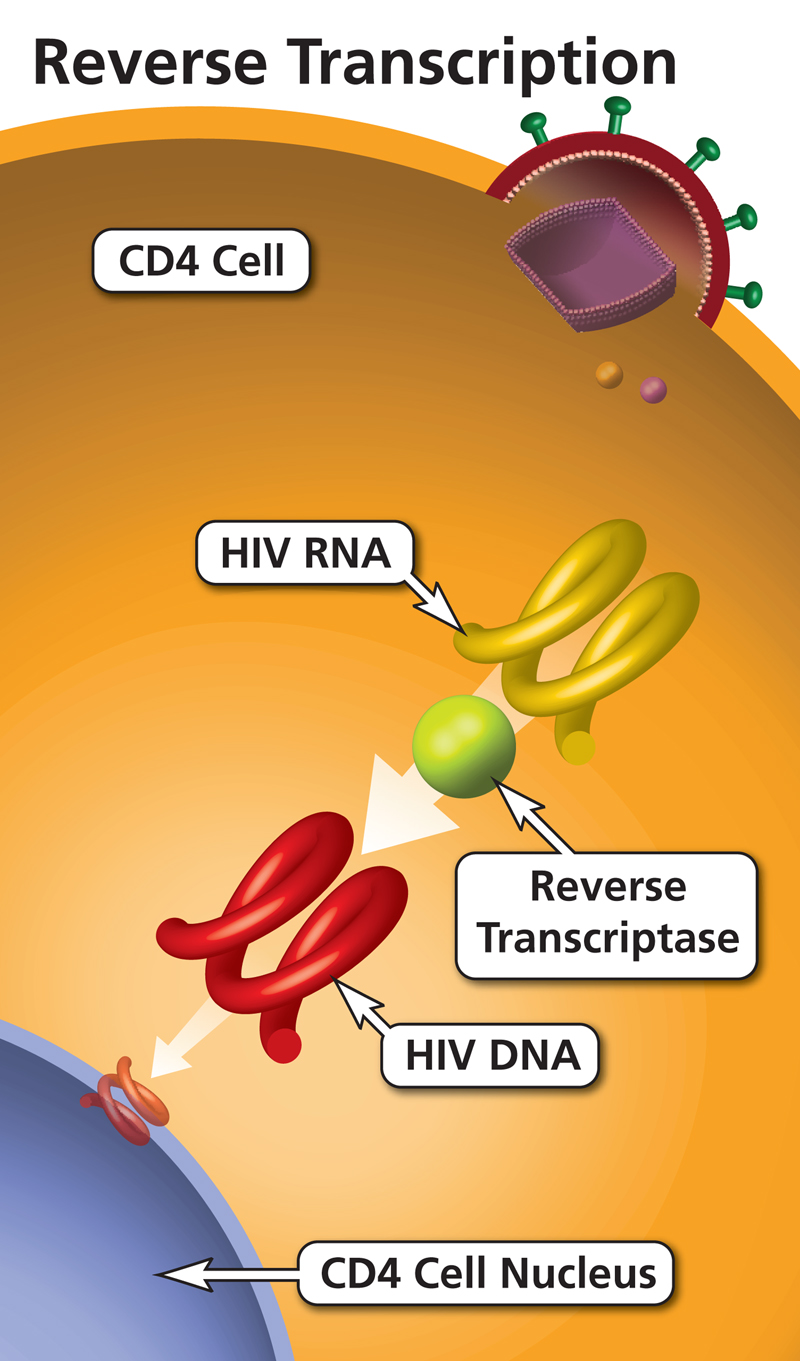 Reverse Transcription
CD4 Cell
HIV RNA
Reverse
Transcriptase
HIV DNA
CD4 Cell Nucleus